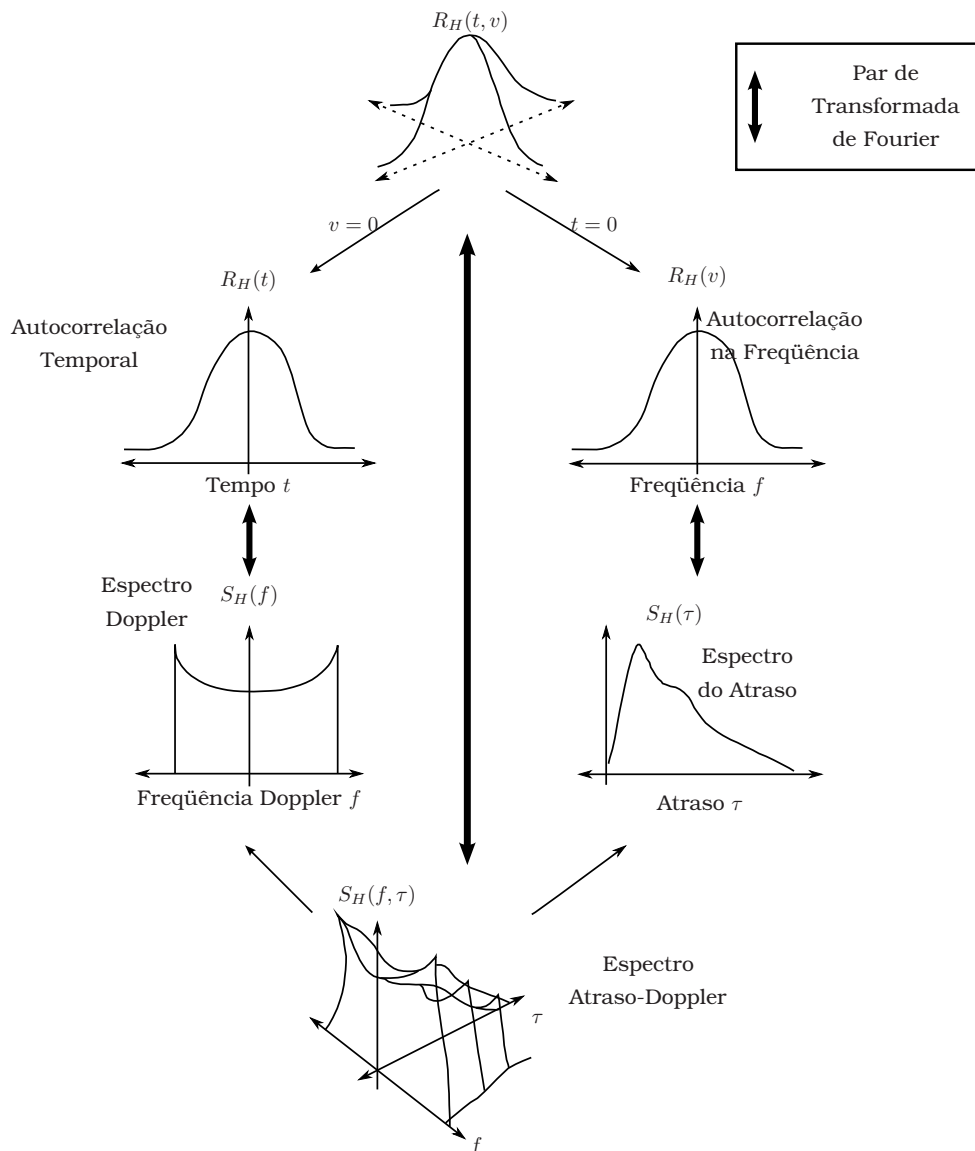 R_H(t, v)
Par de
Transformada
de Fourier
v = 0
t = 0
R_H(t)
R_H(v)
Autocorrelação
Temporal
Autocorrelação
na Freqüência
Tempo t
Freqüência f
Espectro
Doppler
S_H(f)
S_H(τ)
Espectro
do Atraso
Freqüência Doppler f
Atraso τ
S_H(f, τ)
Espectro
Atraso-Doppler
τ
f